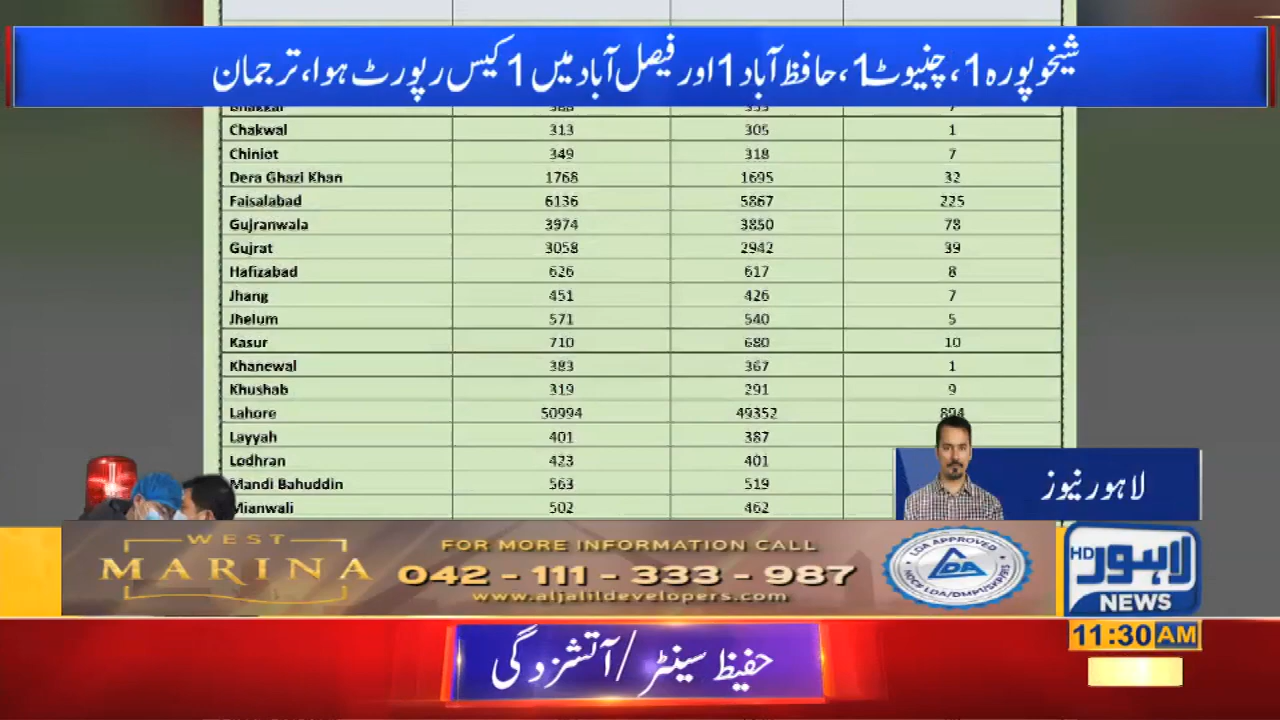 شیخوپورہ 1، چنیوٹ 1، حافظ آباد 1 اور فیصل آباد میں 1 کیس رپورٹ ہوا، ترجمان
Chakwal 313 305 1
Chiniot 349 318 7
Dera Ghazi Khan 1768 1695 32
Faisalabad 6136 5867 225
Gujranwala 3974 3850 78
Gujrat 3058 2942 39
Hafizabad 626 617 8
Jhang 451 426 7
Jhelum 571 540 5
Kasur 710 680 10
Khanewal 383 367 1
Khushab 319 291 9
Lahore 50994 49352 894
Layyah 401 387
Lodhran 423 401
Mandi Bahuddin 563 519
Mianwali 502 462
لاہور نیوز
WEST
MARINA
FOR MORE INFORMATION CALL
042 - 111 - 333 - 987
www.aljalildevelopers.com
LDA APPROVED
LDA
HD لاہور
NEWS
11:30 AM
حفیظ سینٹر / آتشزدگی